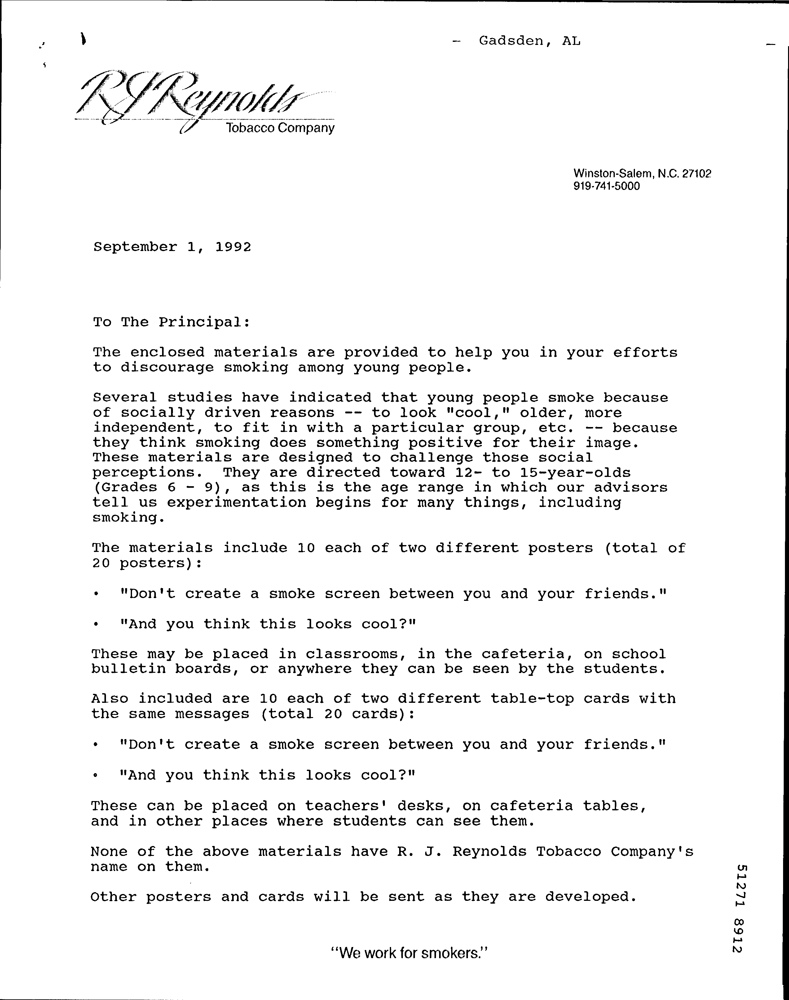 - Gadsden, AL
RJReynolds
Tobacco Company
Winston-Salem, N.C. 27102
919-741-5000
September 1, 1992
To The Principal:
The enclosed materials are provided to help you in your efforts
to discourage smoking among young people.
Several studies have indicated that young people smoke because
of socially driven reasons -- to look "cool," older, more
independent, to fit in with a particular group, etc. -- because
they think smoking does something positive for their image.
These materials are designed to challenge those social
perceptions.  They are directed toward 12- to 15-year-olds
(Grades 6 - 9), as this is the age range in which our advisors
tell us experimentation begins for many things, including
smoking.
The materials include 10 each of two different posters (total of
20 posters):
• "Don't create a smoke screen between you and your friends."
• "And you think this looks cool?"
These may be placed in classrooms, in the cafeteria, on school
bulletin boards, or anywhere they can be seen by the students.
Also included are 10 each of two different table-top cards with
the same messages (total 20 cards):
• "Don't create a smoke screen between you and your friends."
• "And you think this looks cool?"
These can be placed on teachers' desks, on cafeteria tables,
and in other places where students can see them.
None of the above materials have R. J. Reynolds Tobacco Company's
name on them.
Other posters and cards will be sent as they are developed.
"We work for smokers."
51271 8912